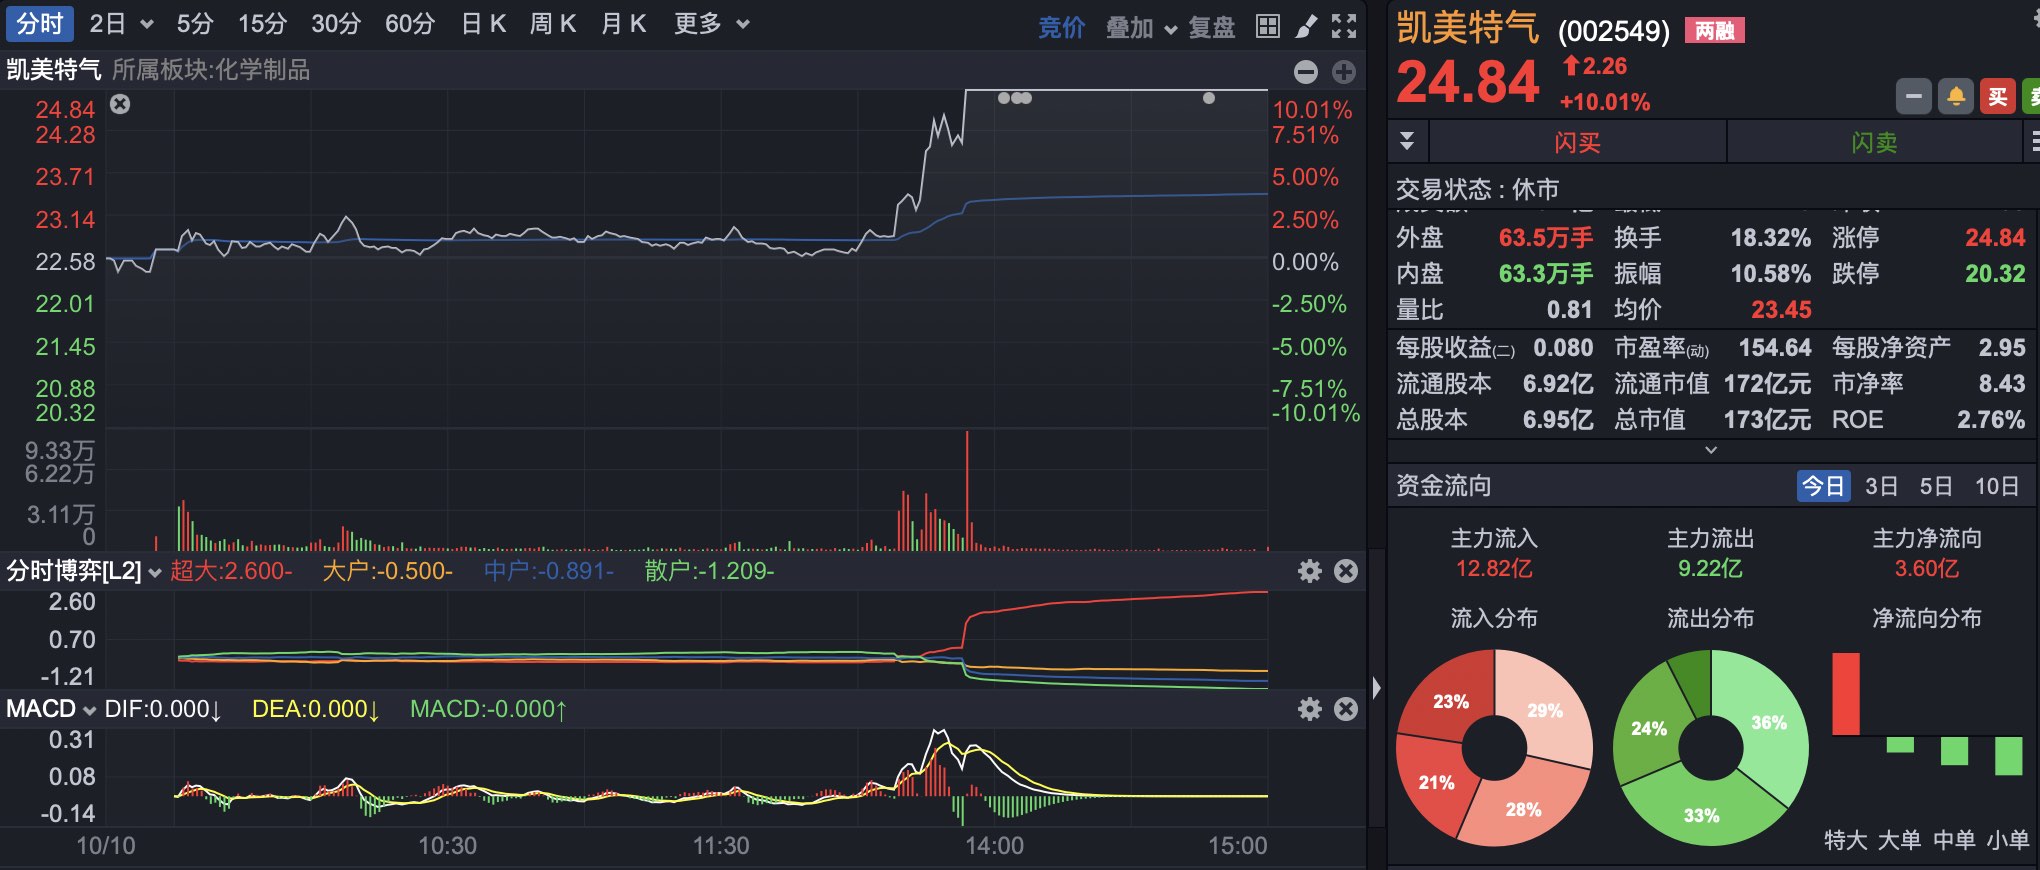 分时 2日 5分 15分 30分 60分 日K 周K 月K 更多 竞价 叠加 复盘
凯美特气 所属板块:化学制品
24.84
24.28
23.71
23.14
22.58
22.01
21.45
20.88
20.32
10.01%
7.51%
5.00%
2.50%
0.00%
-2.50%
-5.00%
-7.51%
-10.01%
9.33万
6.22万
3.11万
0
分时博弈[L2] 超大:2.600- 大户:-0.500- 中户:-0.891- 散户:-1.209-
2.60
0.70
-1.21
MACD DIF:0.000↓ DEA:0.000↓ MACD:-0.000↑
0.31
0.08
-0.14
10/10 10:30 11:30 14:00 15:00
凯美特气 (002549) 两融
24.84 2.26
+10.01%
买
闪买 闪卖
交易状态 : 休市
外盘 63.5万手 换手 18.32% 涨停 24.84
内盘 63.3万手 振幅 10.58% 跌停 20.32
量比 0.81 均价 23.45
每股收益(二) 0.080 市盈率(动) 154.64 每股净资产 2.95
流通股本 6.92亿 流通市值 172亿元 市净率 8.43
总股本 6.95亿 总市值 173亿元 ROE 2.76%
资金流向 今日 3日 5日 10日
主力流入 主力流出 主力净流向
12.82亿 9.22亿 3.60亿
流入分布 流出分布 净流向分布
23% 29%
21% 28%
24% 36%
33%
特大 大单 中单 小单